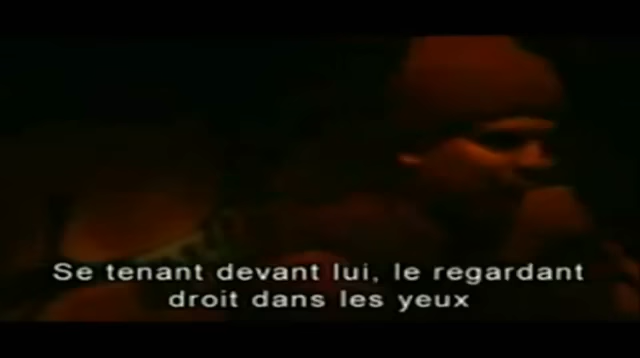 Se tenant devant lui, le regardant
droit dans les yeux